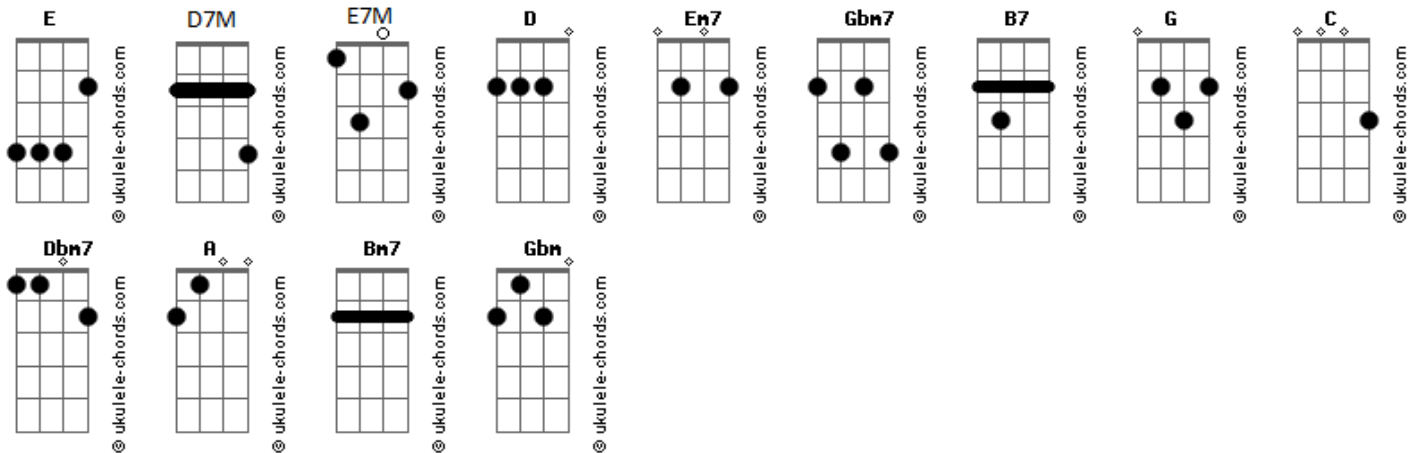 E D7M E7M D Em7 Gbm7 B7 G C
© ukulele-chords.com © ukulele-chords.com © ukulele-chords.com © ukulele-chords.com © ukulele-chords.com © ukulele-chords.com © ukulele-chords.com © ukulele-chords.com © ukulele-chords.com
Dbm7 A Bm7 Gbm
© ukulele-chords.com © ukulele-chords.com © ukulele-chords.com © ukulele-chords.com